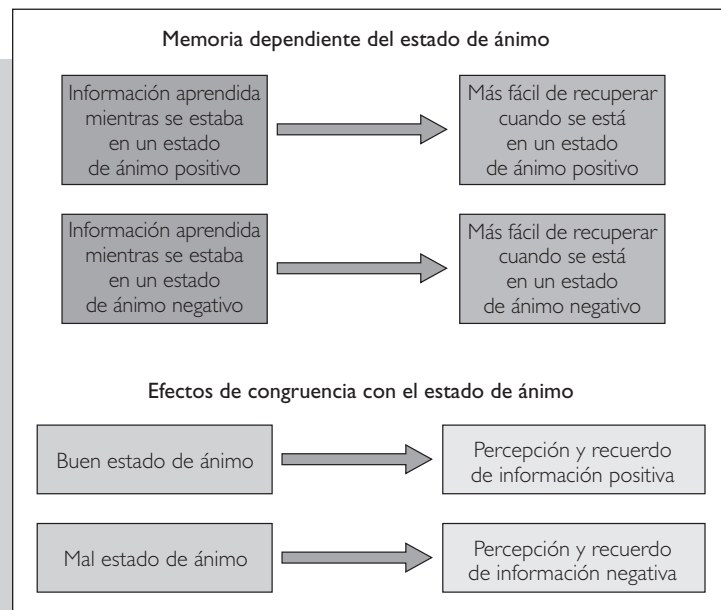 Memoria dependiente del estado de ánimo
Información aprendida
mientras se estaba
en un estado
de ánimo positivo
Más fácil de recuperar
cuando se está
en un estado
de ánimo positivo
Información aprendida
mientras se estaba
en un estado
de ánimo negativo
Más fácil de recuperar
cuando se está
en un estado
de ánimo negativo
Efectos de congruencia con el estado de ánimo
Buen estado de ánimo
Percepción y recuerdo
de información positiva
Mal estado de ánimo
Percepción y recuerdo
de información negativa